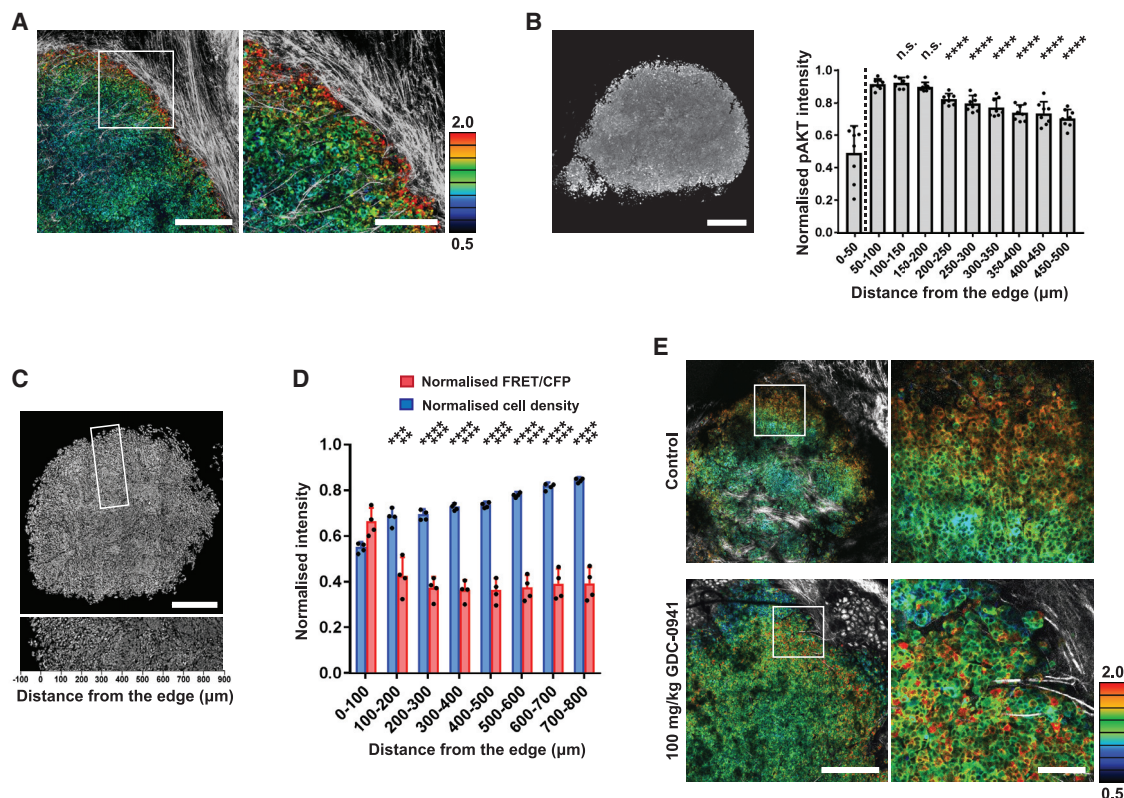 A
2.0
0.5
B
n.s.
n.s.
****
****
****
****
****
****
Normalised pAKT intensity
1.0
0.8
0.6
0.4
0.2
0.0
0-50
50-100
100-150
150-200
200-250
250-300
300-350
350-400
400-450
450-500
Distance from the edge (µm)
C
-100 0 100 200 300 400 500 600 700 800 900
Distance from the edge (µm)
D
Normalised FRET/CFP
Normalised cell density
Normalised intensity
1.0
0.8
0.6
0.4
0.2
0.0
0-100
100-200
200-300
300-400
400-500
500-600
600-700
700-800
Distance from the edge (µm)
E
Control
100 mg/kg GDC-0941
2.0
0.5